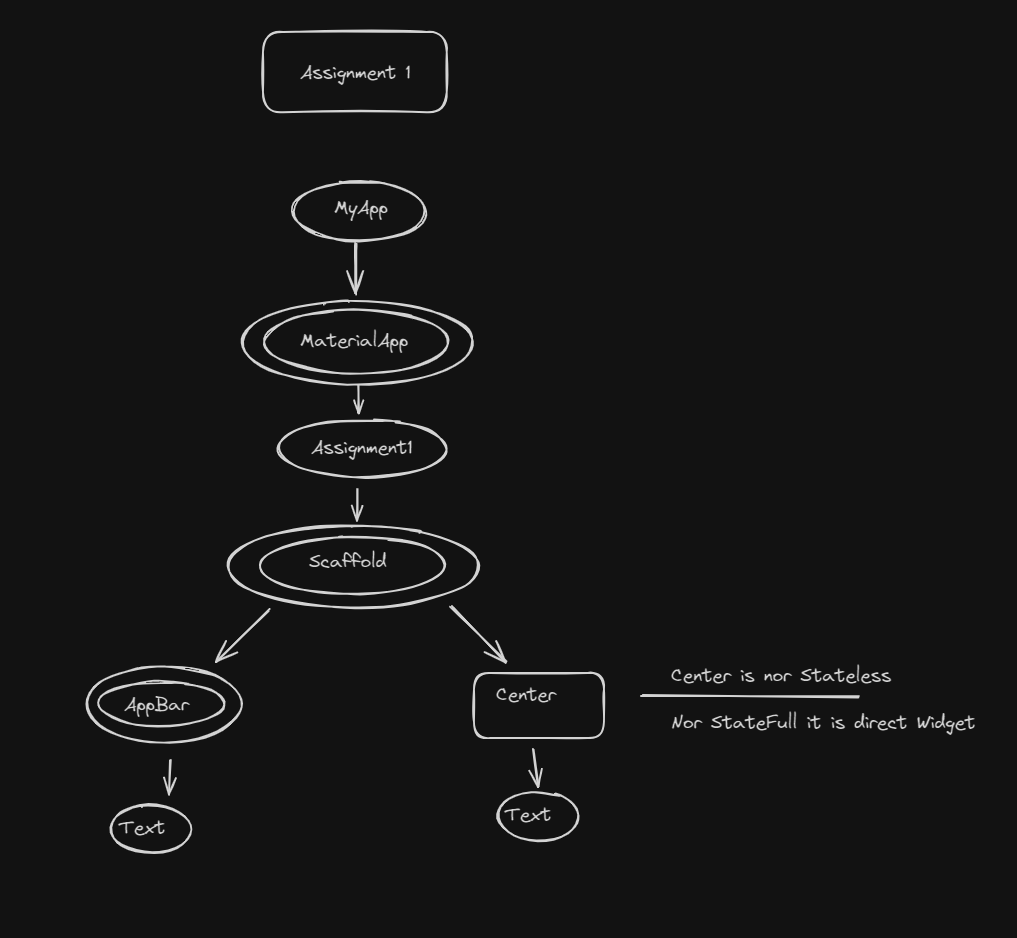 Assignment 1
MyApp
MaterialApp
Assignment1
Scaffold
AppBar
Center
Center is nor Stateless
Nor StateFull it is direct Widget
Text
Text